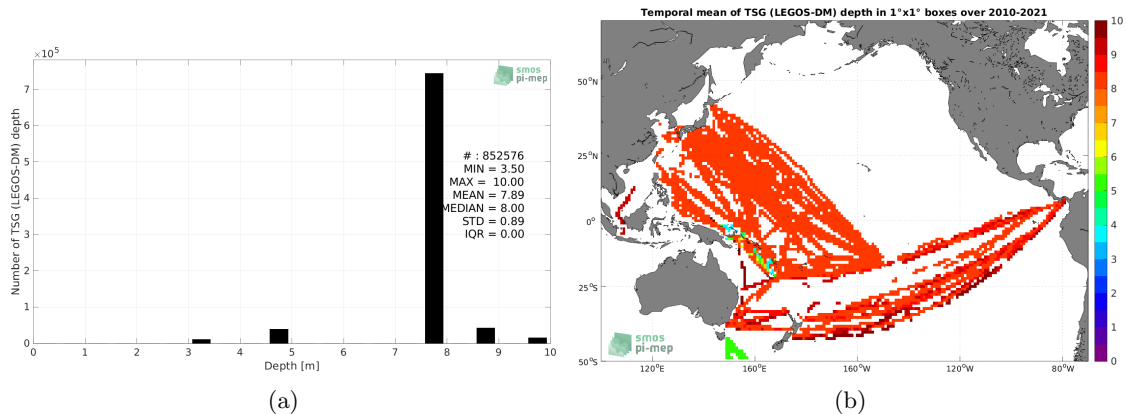 ×10⁵
7
6
5
4
3
2
1
0
Number of TSG (LEGOS-DM) depth
smos
pi-mep
# : 852576
MIN = 3.50
MAX = 10.00
MEAN = 7.89
MEDIAN = 8.00
STD = 0.89
IQR = 0.00
0 1 2 3 4 5 6 7 8 9 10
Depth [m]
(a)
Temporal mean of TSG (LEGOS-DM) depth in 1°x1° boxes over 2010-2021
50°N
25°N
0°
25°S
50°S
smos
pi-mep
120°E 140°E 160°E 180°W 160°W 140°W 120°W 100°W 80°W
10
9
8
7
6
5
4
3
2
1
0
(b)